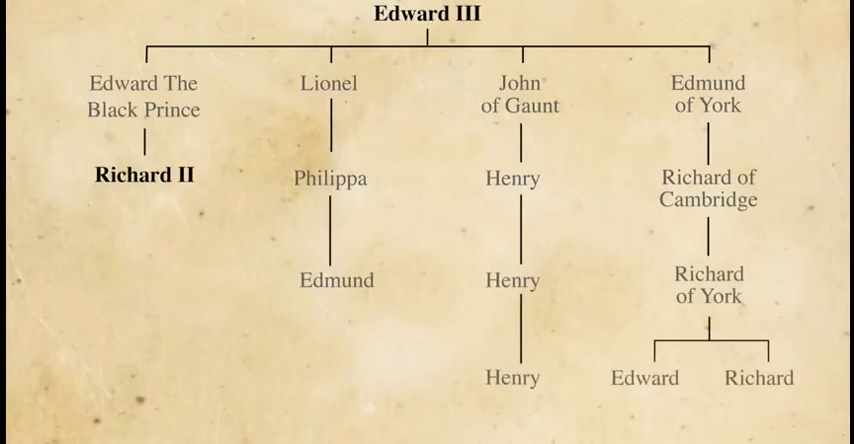 Edward III
Edward The
Black Prince
Lionel
John
of Gaunt
Edmund
of York
Richard II
Philippa
Henry
Richard of
Cambridge
Edmund
Henry
Richard
of York
Henry
Edward
Richard